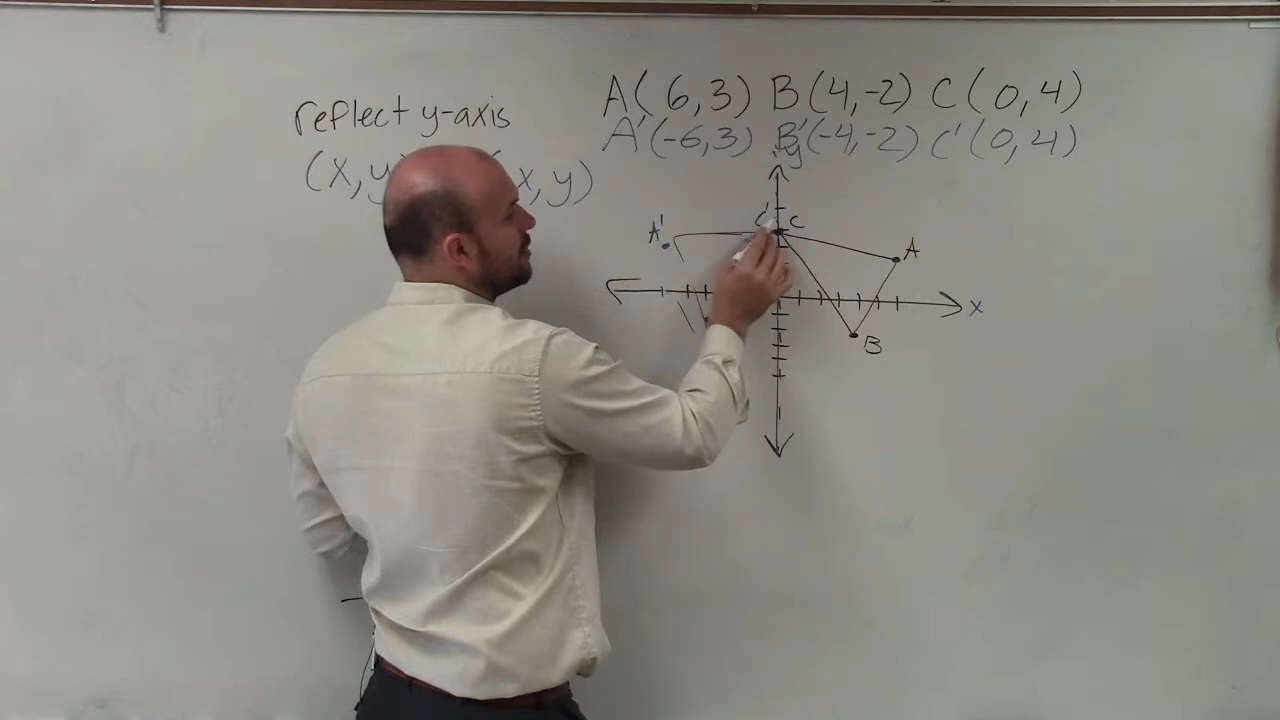 reflect y-axis
(x, y x, y)
A(6,3) B(4,-2) C(0,4)
A'(-6,3) B'(-4,-2) C'(0,4)
y
C' C
A'
A
x
B